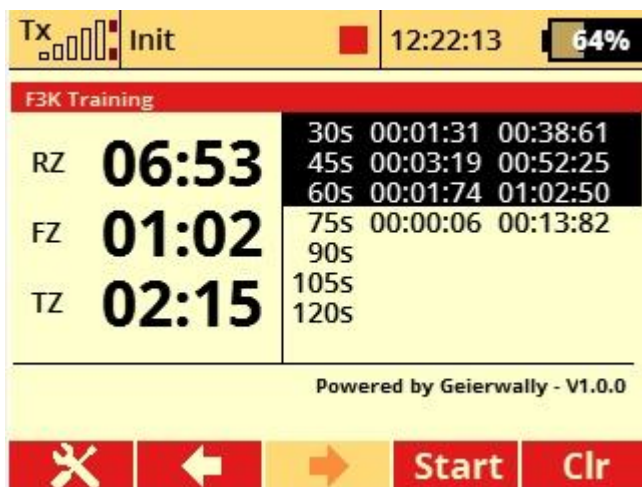 Tx Init 12:22:13 64%
F3K Training
RZ 06:53
FZ 01:02
TZ 02:15
30s 00:01:31 00:38:61
45s 00:03:19 00:52:25
60s 00:01:74 01:02:50
75s 00:00:06 00:13:82
90s
105s
120s
Powered by Geierwally - V1.0.0
Start Clr